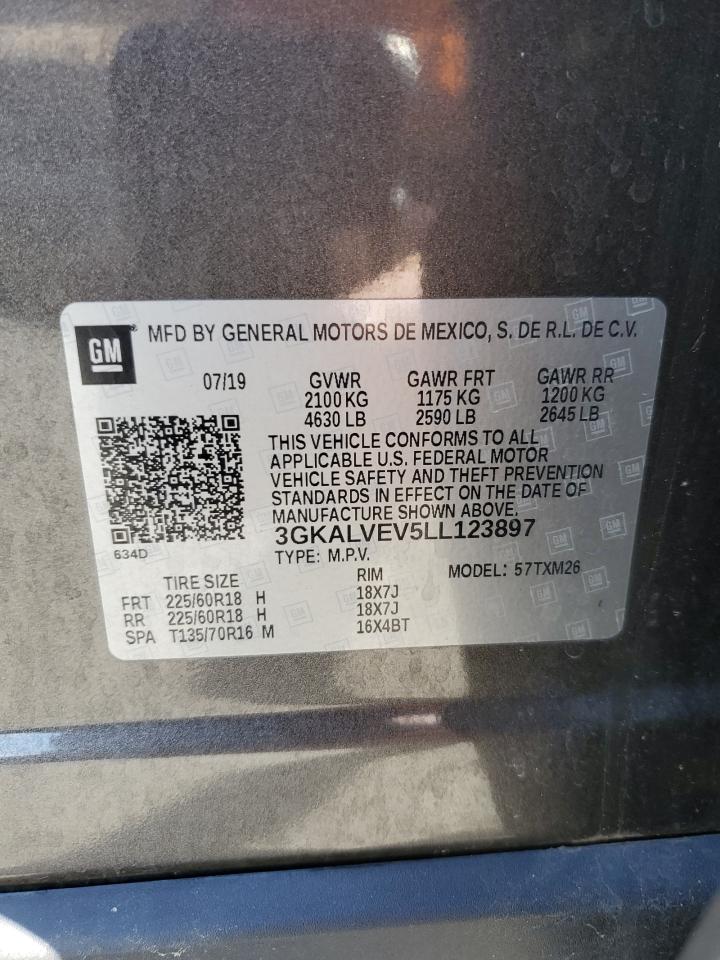 GM
® MFD BY GENERAL MOTORS DE MEXICO, S. DE R.L. DE C.V.
07/19 GVWR GAWR FRT GAWR RR
2100 KG 1175 KG 1200 KG
4630 LB 2590 LB 2645 LB
THIS VEHICLE CONFORMS TO ALL
APPLICABLE U.S. FEDERAL MOTOR
VEHICLE SAFETY AND THEFT PREVENTION
STANDARDS IN EFFECT ON THE DATE OF
MANUFACTURE SHOWN ABOVE.
3GKALVEV5LL123897
634D
TYPE: M.P.V. MODEL: 57TXM26
TIRE SIZE RIM
FRT 225/60R18 H 18X7J
RR 225/60R18 H 18X7J
SPA T135/70R16 M 16X4BT